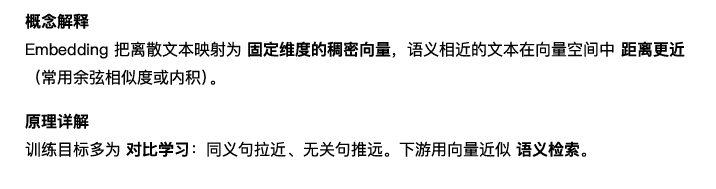 概念解释
Embedding 把离散文本映射为 固定维度的稠密向量，语义相近的文本在向量空间中 距离更近
（常用余弦相似度或内积）。
原理详解
训练目标多为 对比学习：同义句拉近、无关句推远。下游用向量近似 语义检索。